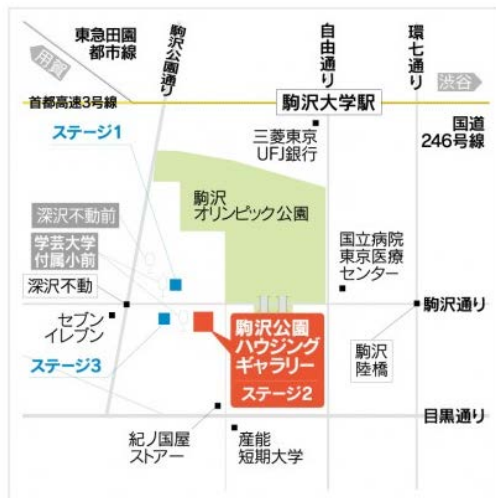 東急田園
都市線
駒沢公園通り
自由通り
環七通り
用賀
渋谷
首都高速3号線
駒沢大学駅
国道
246号線
ステージ1
三菱東京
UFJ銀行
駒沢
オリンピック公園
深沢不動前
学芸大学
付属小前
国立病院
東京医療
センター
深沢不動
駒沢通り
セブン
イレブン
駒沢公園
ハウジング
ギャラリー
ステージ2
駒沢
陸橋
ステージ3
目黒通り
紀ノ国屋
ストアー
産能
短期大学